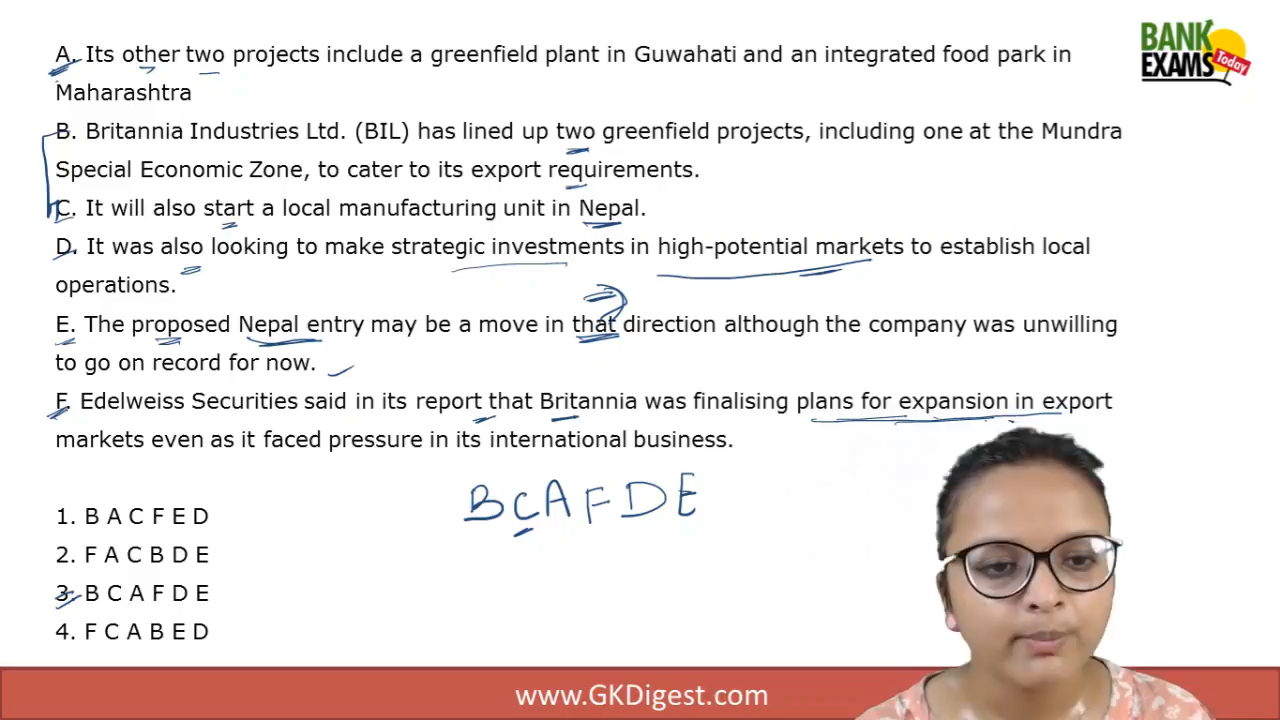 BANK
EXAMS
Today
A. Its other two projects include a greenfield plant in Guwahati and an integrated food park in
Maharashtra
B. Britannia Industries Ltd. (BIL) has lined up two greenfield projects, including one at the Mundra
Special Economic Zone, to cater to its export requirements.
C. It will also start a local manufacturing unit in Nepal.
D. It was also looking to make strategic investments in high-potential markets to establish local
operations.
E. The proposed Nepal entry may be a move in that direction although the company was unwilling
to go on record for now.
F. Edelweiss Securities said in its report that Britannia was finalising plans for expansion in export
markets even as it faced pressure in its international business.
B C A F D E
1. B A C F E D
2. F A C B D E
3. B C A F D E
4. F C A B E D
www.GKDigest.com